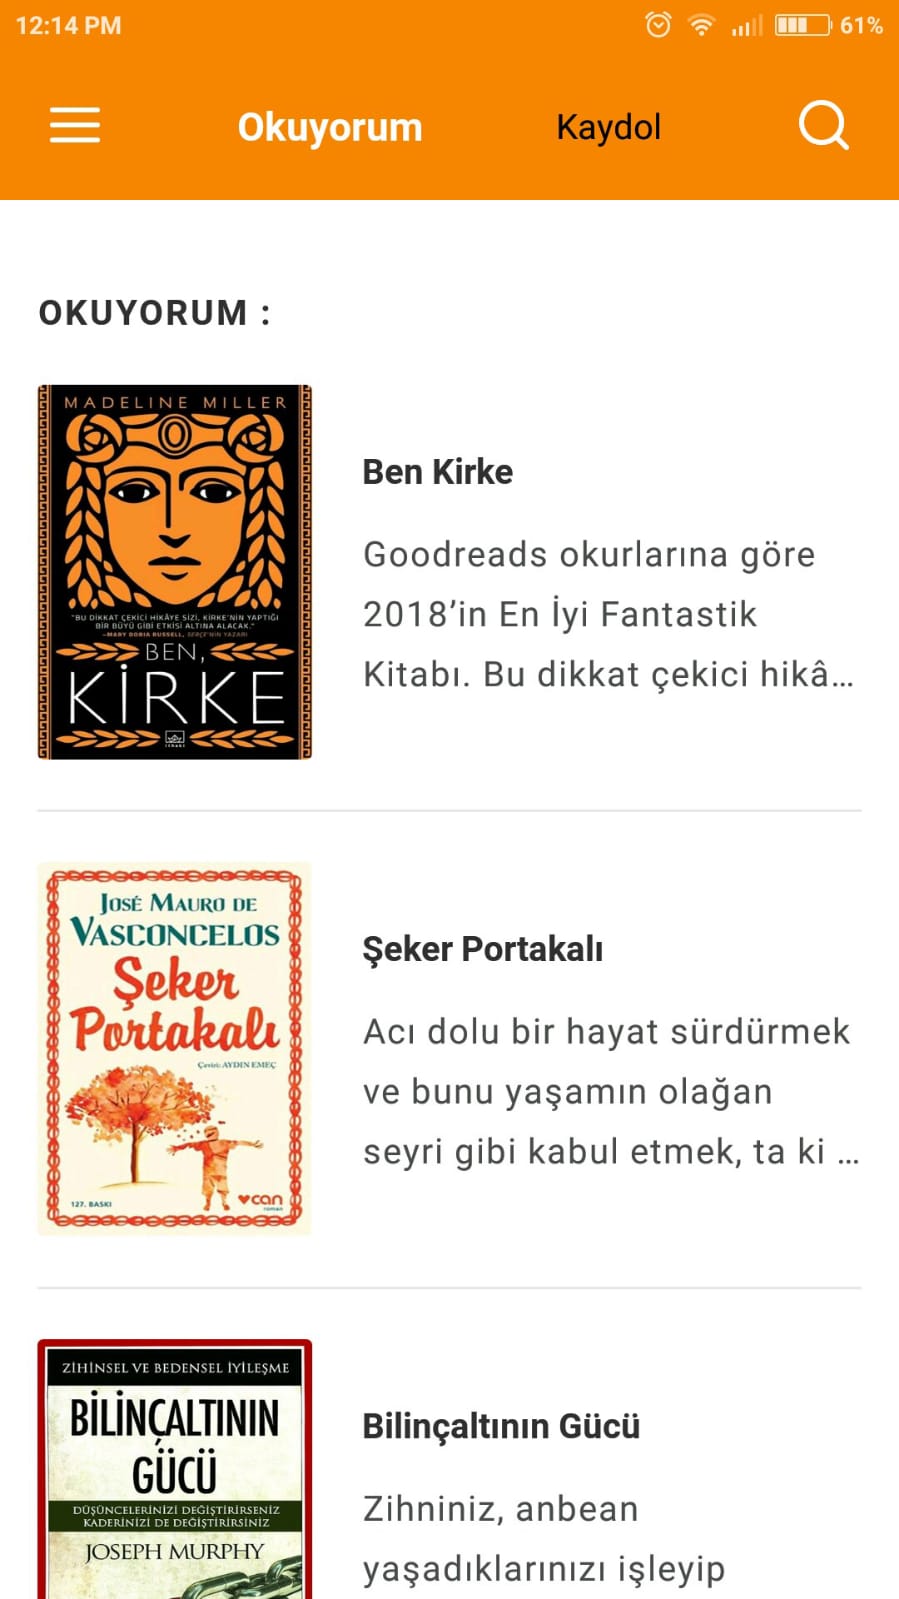 12:14 PM
61%
Okuyorum
Kaydol
OKUYORUM :
MADELINE MILLER
"BU DİKKAT ÇEKİCİ HİKÂYE SİZİ, KİRKE'NİN YAPTIĞI
BİR BÜYÜ GİBİ ETKİSİ ALTINA ALACAK."
—MARY DORIA RUSSELL, SERÇE'NİN YAZARI
BEN,
KİRKE
İTHAKİ
Ben Kirke
Goodreads okurlarına göre
2018’in En İyi Fantastik
Kitabı. Bu dikkat çekici hikâ…
JOSÉ MAURO DE
VASCONCELOS
Şeker
Portakalı
Çeviri: AYDIN EMEÇ
127. BASKI
can
roman
Şeker Portakalı
Acı dolu bir hayat sürdürmek
ve bunu yaşamın olağan
seyri gibi kabul etmek, ta ki …
ZİHİNSEL VE BEDENSEL İYİLEŞME
BİLİNÇALTININ
GÜCÜ
DÜŞÜNCELERİNİZİ DEĞİŞTİRİRSENİZ
KADERİNİZİ DE DEĞİŞTİRİRSİNİZ
JOSEPH MURPHY
Bilinçaltının Gücü
Zihniniz, anbean
yaşadıklarınızı işleyip